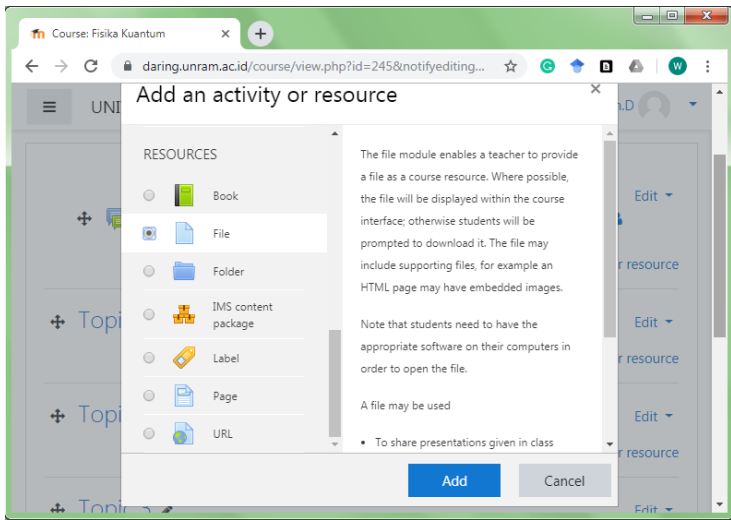 Course: Fisika Kuantum
daring.unram.ac.id/course/view.php?id=245&notifyediting...
W
UNI
.D
Add an activity or resource
RESOURCES
Book
File
Folder
IMS content
package
Label
Page
URL
The file module enables a teacher to provide
a file as a course resource. Where possible,
the file will be displayed within the course
interface; otherwise students will be
prompted to download it. The file may
include supporting files, for example an
HTML page may have embedded images.
Note that students need to have the
appropriate software on their computers in
order to open the file.
A file may be used
• To share presentations given in class
Add
Cancel
Edit
r resource
Topi
Edit
r resource
Topi
Edit
r resource
Edit